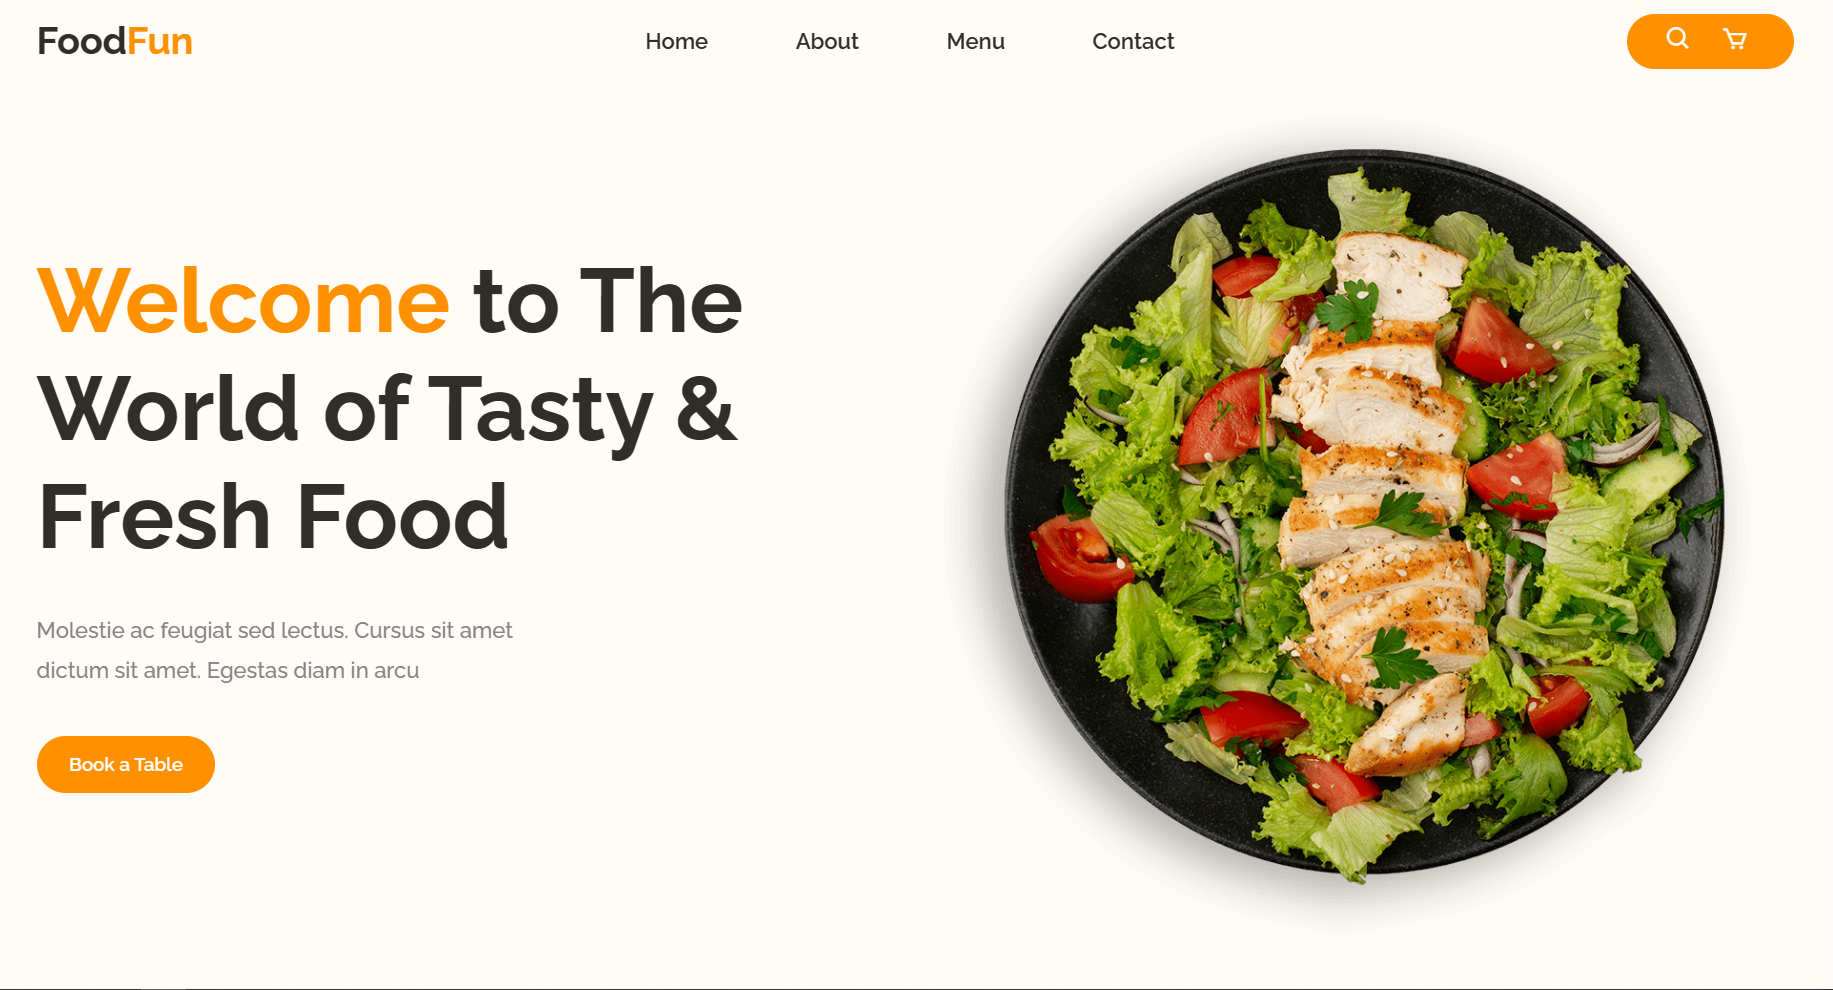 FoodFun
Home
About
Menu
Contact
Welcome to The
World of Tasty &
Fresh Food
Molestie ac feugiat sed lectus. Cursus sit amet
dictum sit amet. Egestas diam in arcu
Book a Table